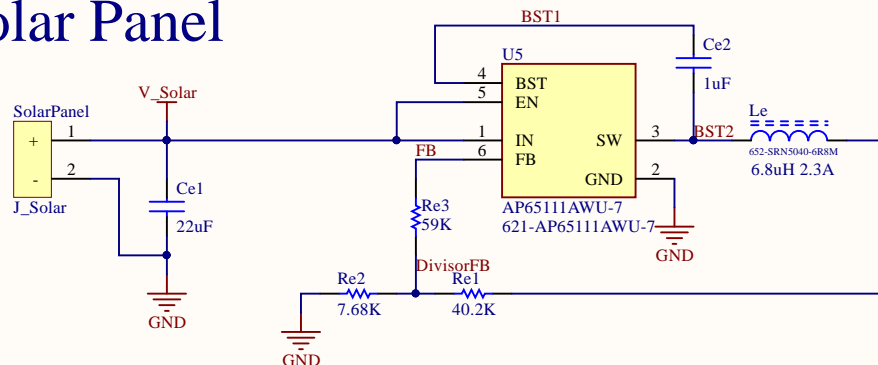 olar Panel
BST1
U5
Ce2
1uF
4
BST
5
EN
V_Solar
SolarPanel
+
1
1
IN
SW
3
BST2
Le
652-SRN5040-6R8M
6.8uH 2.3A
FB
6
FB
-
2
GND
2
J_Solar
Ce1
22uF
Re3
59K
AP65111AWU-7
621-AP65111AWU-7
GND
DivisorFB
Re2
7.68K
Re1
40.2K
GND
GND